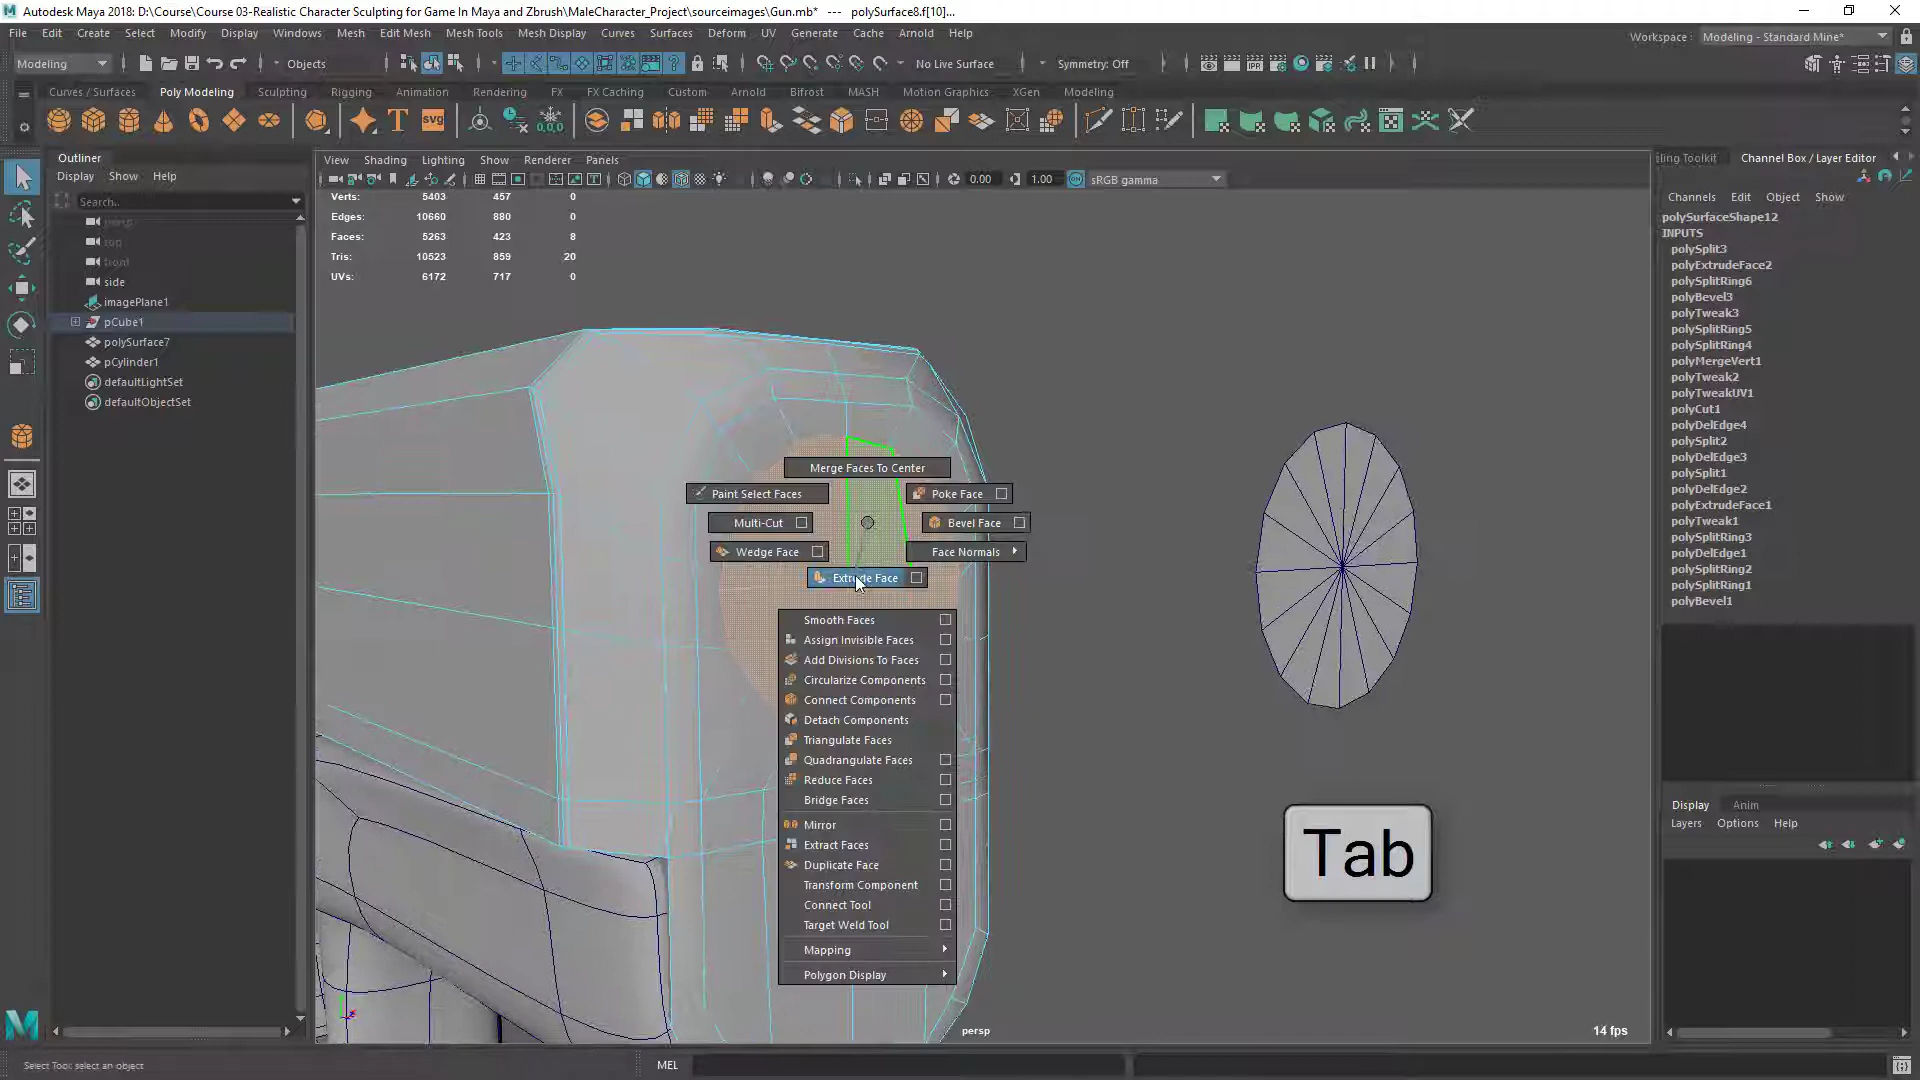 Autodesk Maya 2018: D:\Course\Course 03-Realistic Character Sculpting for Game In Maya and Zbrush\MaleCharacter_Project\sourceimages\Gun.mb* --- polySurface8.f[10]...
File Edit Create Select Modify Display Windows Mesh Edit Mesh Mesh Tools Mesh Display Curves Surfaces Deform UV Generate Cache Arnold Help
Workspace : Modeling - Standard Mine*
Modeling Objects No Live Surface Symmetry: Off
Curves / Surfaces Poly Modeling Sculpting Rigging Animation Rendering FX FX Caching Custom Arnold Bifrost MASH Motion Graphics XGen Modeling
T svg 0,0,0
Outliner
Display Show Help
Search..
persp
top
front
side
imagePlane1
pCube1
polySurface7
pCylinder1
defaultLightSet
defaultObjectSet
View Shading Lighting Show Renderer Panels
0.00 1.00 sRGB gamma
Verts: 5403 457 0
Edges: 10660 880 0
Faces: 5263 423 8
Tris: 10523 859 20
UVs: 6172 717 0
Merge Faces To Center
Paint Select Faces Poke Face
Multi-Cut Bevel Face
Wedge Face Face Normals
Extrude Face
Smooth Faces
Assign Invisible Faces
Add Divisions To Faces
Circularize Components
Connect Components
Detach Components
Triangulate Faces
Quadrangulate Faces
Reduce Faces
Bridge Faces
Mirror
Extract Faces
Duplicate Face
Transform Component
Connect Tool
Target Weld Tool
Mapping
Polygon Display
Tab
persp
14 fps
ling Toolkit Channel Box / Layer Editor
Channels Edit Object Show
polySurfaceShape12
INPUTS
polySplit3
polyExtrudeFace2
polySplitRing6
polyBevel3
polyTweak3
polySplitRing5
polySplitRing4
polyMergeVert1
polyTweak2
polyTweakUV1
polyCut1
polyDelEdge4
polySplit2
polyDelEdge3
polySplit1
polyDelEdge2
polyExtrudeFace1
polyTweak1
polySplitRing3
polyDelEdge1
polySplitRing2
polySplitRing1
polyBevel1
Display Anim
Layers Options Help
Select Tool: select an object
MEL